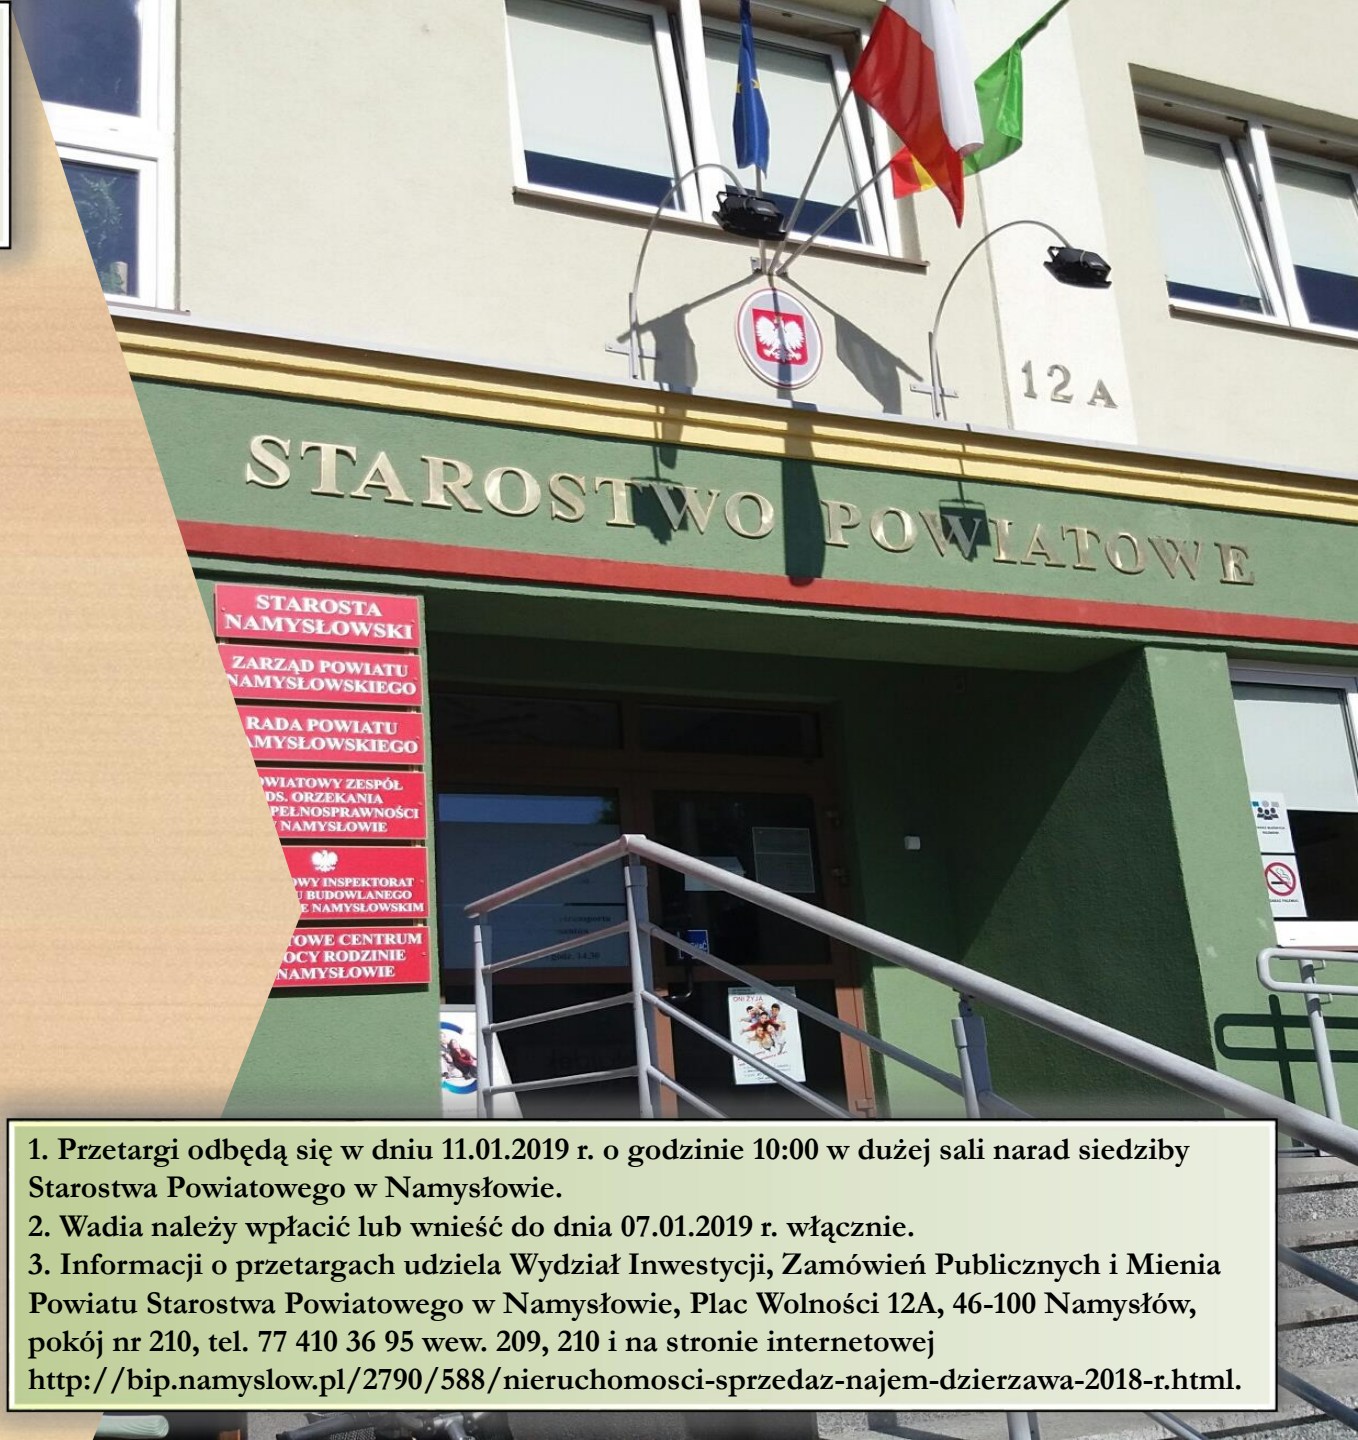 12 A
STAROSTWO POWIATOWE
STAROSTA
NAMYSŁOWSKI
ZARZĄD POWIATU
NAMYSŁOWSKIEGO
RADA POWIATU
AMYSŁOWSKIEGO
WIATOWY ZESPÓŁ
DS. ORZEKANIA
PEŁNOSPRAWNOŚCI
NAMYSŁOWIE
WY INSPEKTORAT
U BUDOWLANEGO
E NAMYSŁOWSKIM
TOWE CENTRUM
OCY RODZINIE
NAMYSŁOWIE
ONI ŻYJĄ
1. Przetargi odbędą się w dniu 11.01.2019 r. o godzinie 10:00 w dużej sali narad siedziby
Starostwa Powiatowego w Namysłowie.
2. Wadia należy wpłacić lub wnieść do dnia 07.01.2019 r. włącznie.
3. Informacji o przetargach udziela Wydział Inwestycji, Zamówień Publicznych i Mienia
Powiatu Starostwa Powiatowego w Namysłowie, Plac Wolności 12A, 46-100 Namysłów,
pokój nr 210, tel. 77 410 36 95 wew. 209, 210 i na stronie internetowej
http://bip.namyslow.pl/2790/588/nieruchomosci-sprzedaz-najem-dzierzawa-2018-r.html.